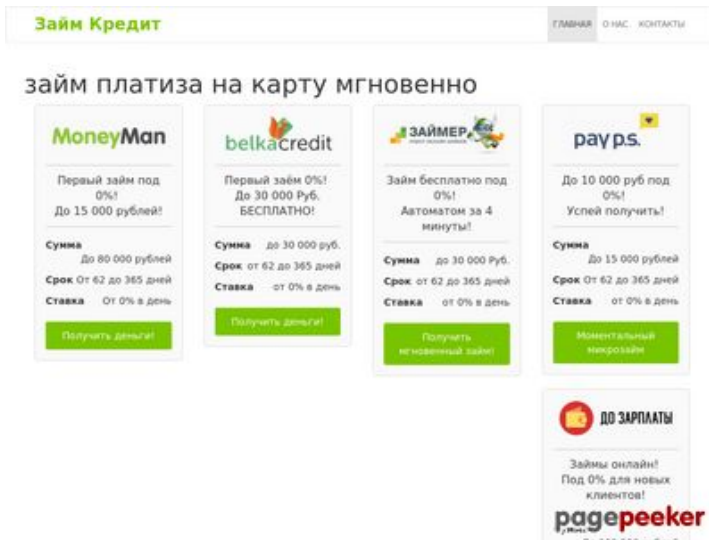 Займ Кредит
ГЛАВНАЯ О НАС КОНТАКТЫ
займ платиза на карту мгновенно
MoneyMan
Первый займ под
0%!
До 15 000 рублей!
Сумма
До 80 000 рублей
Срок От 62 до 365 дней
Ставка От 0% в день
Получить деньги!
belkacredit
Первый заём 0%!
До 30 000 Руб.
БЕСПЛАТНО!
Сумма до 30 000 руб.
Срок от 62 до 365 дней
Ставка от 0% в день
Получить деньги!
ЗАЙМЕР
Займ бесплатно под
0%!
Автоматом за 4
минуты!
Сумма до 30 000 Руб.
Срок от 62 до 365 дней
Ставка от 0% в день
Получить
мгновенный займ!
pay p.s.
До 10 000 руб под
0%!
Успей получить!
Сумма
До 15 000 рублей
Срок От 62 до 365 дней
Ставка От 0% в день
Моментальный
микрозайм
ДО ЗАРПЛАТЫ
Займы онлайн!
Под 0% для новых
клиентов!
pagepeeker